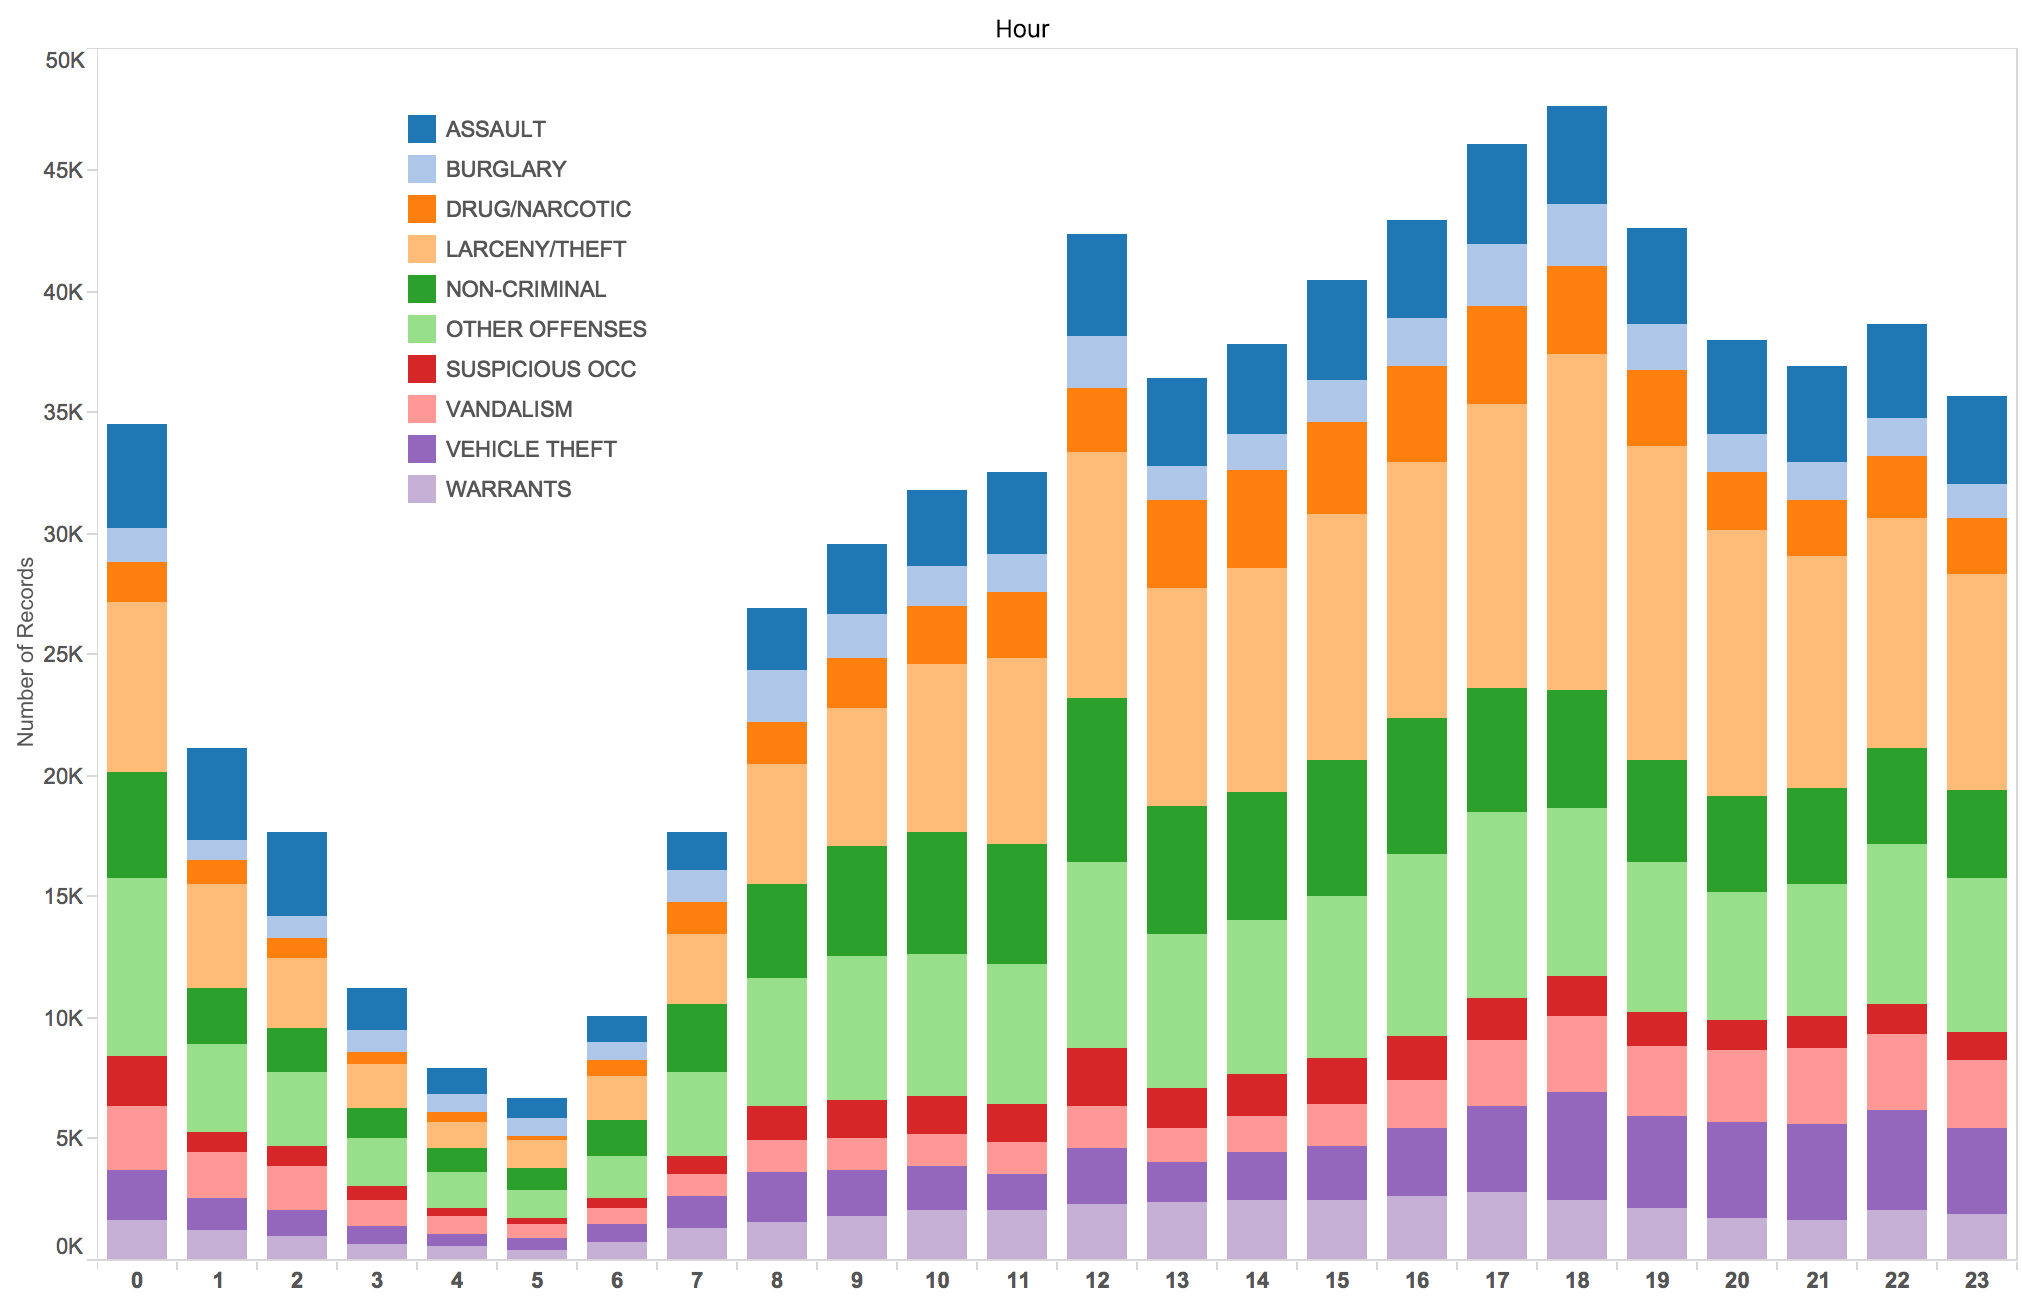 Hour
50K
45K
40K
35K
30K
25K
20K
15K
10K
5K
0K
Number of Records
ASSAULT
BURGLARY
DRUG/NARCOTIC
LARCENY/THEFT
NON-CRIMINAL
OTHER OFFENSES
SUSPICIOUS OCC
VANDALISM
VEHICLE THEFT
WARRANTS
0 1 2 3 4 5 6 7 8 9 10 11 12 13 14 15 16 17 18 19 20 21 22 23